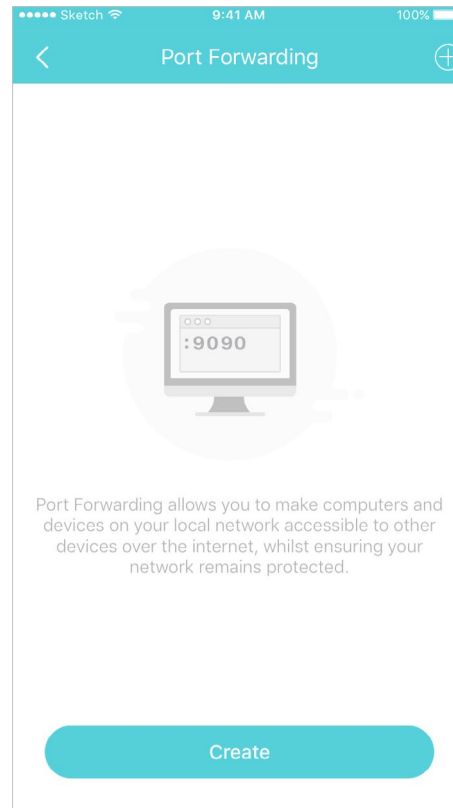 Sketch 9:41 AM 100%
Port Forwarding
:9090
Port Forwarding allows you to make computers and
devices on your local network accessible to other
devices over the internet, whilst ensuring your
network remains protected.
Create